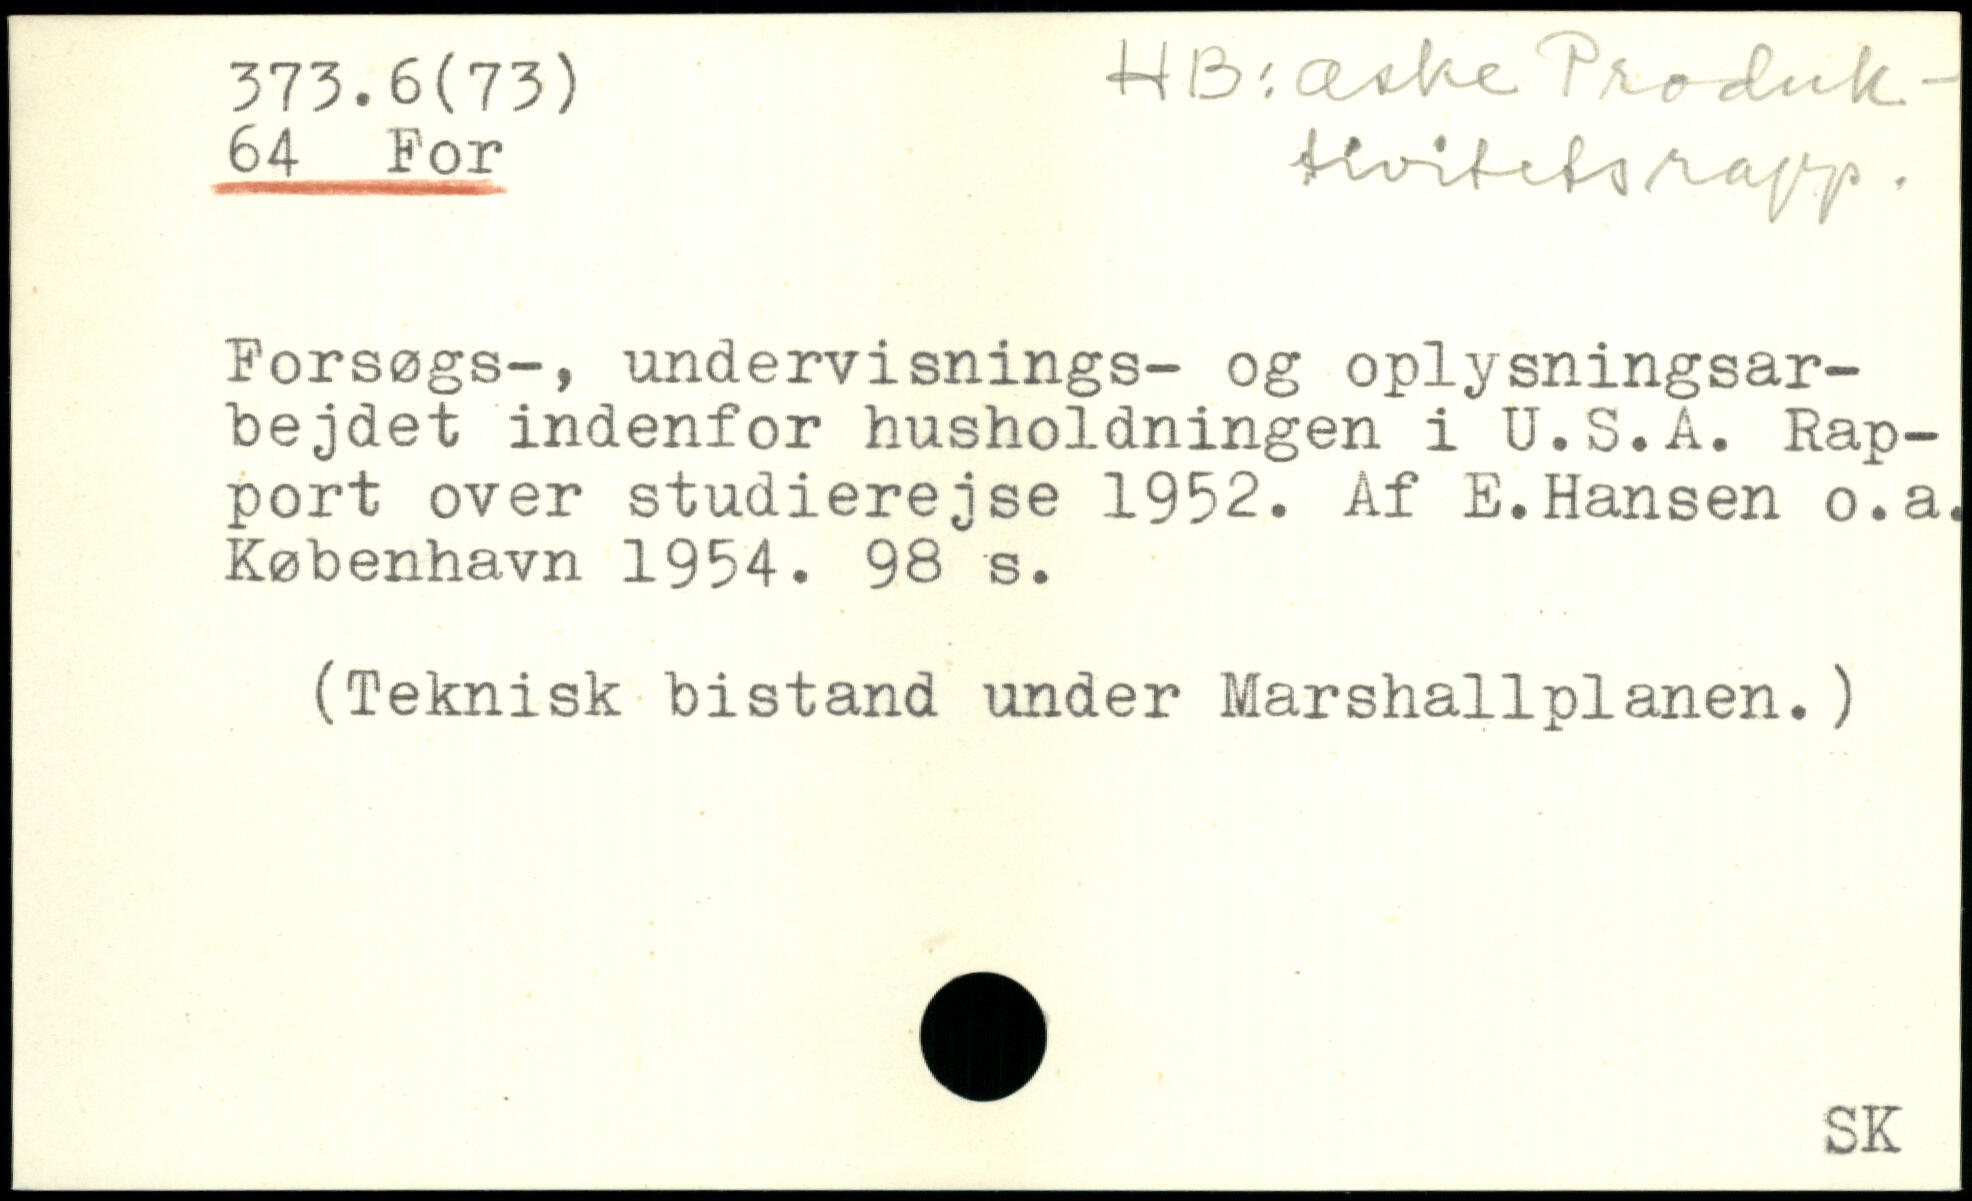 373.6(73)
64 For
HB: æske Produk-
tivitetsrapp.
Forsøgs-, undervisnings- og oplysningsar-
bejdet indenfor husholdningen i U.S.A. Rap-
port over studierejse 1952. Af E.Hansen o.a.
København 1954. 98 s.
(Teknisk bistand under Marshallplanen.)
SK